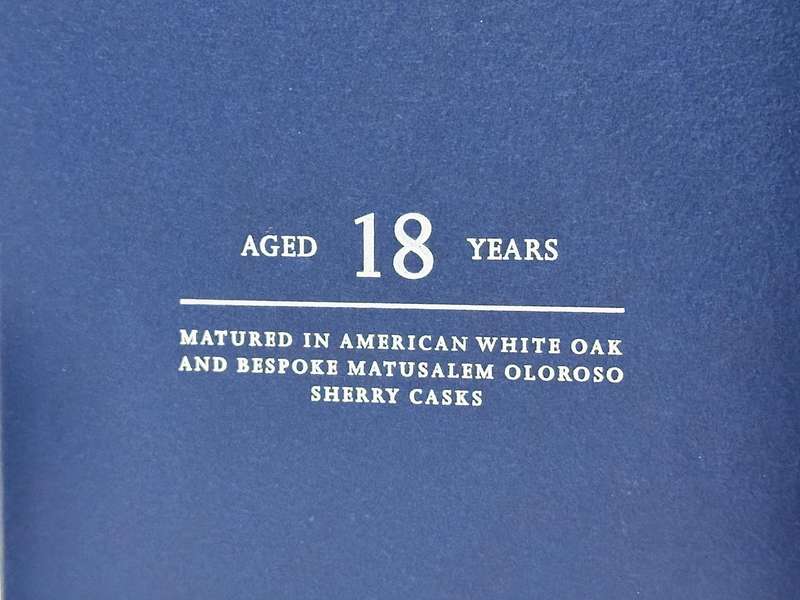 AGED 18 YEARS
MATURED IN AMERICAN WHITE OAK
AND BESPOKE MATUSALEM OLOROSO
SHERRY CASKS